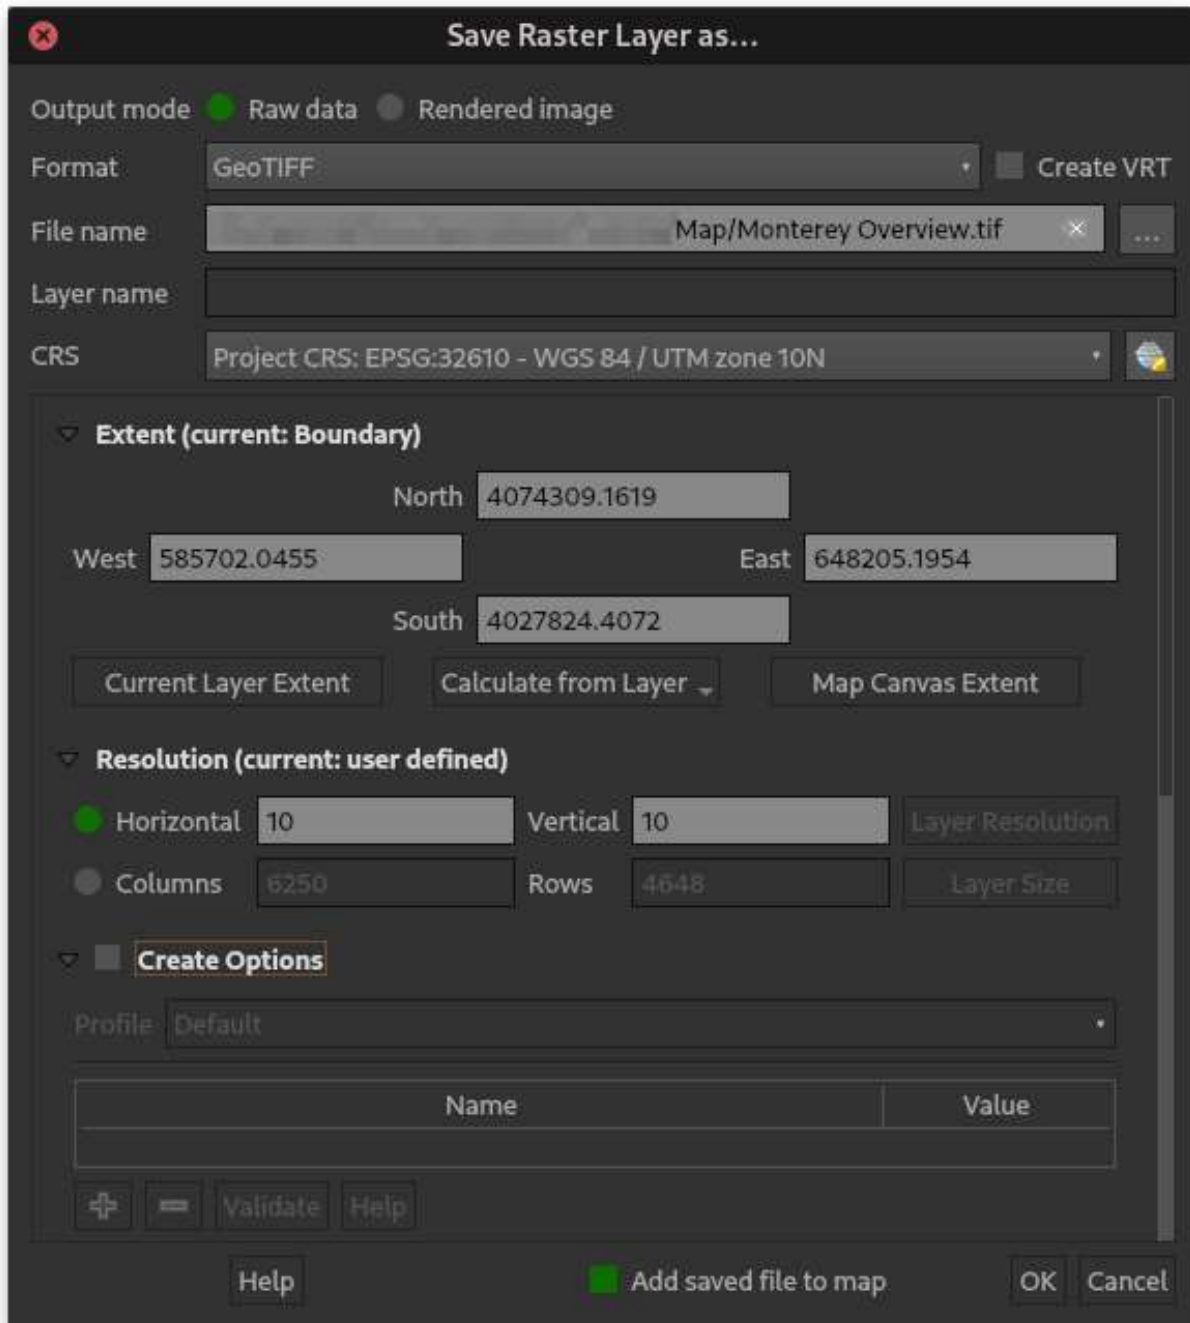 Save Raster Layer as...
Output mode Raw data Rendered image
Format GeoTIFF Create VRT
File name Map/Monterey Overview.tif ...
Layer name
CRS Project CRS: EPSG:32610 - WGS 84 / UTM zone 10N
Extent (current: Boundary)
North 4074309.1619
West 585702.0455 East 648205.1954
South 4027824.4072
Current Layer Extent Calculate from Layer Map Canvas Extent
Resolution (current: user defined)
Horizontal 10 Vertical 10 Layer Resolution
Columns 6250 Rows 4648 Layer Size
Create Options
Profile Default
Name Value
Validate Help
Help Add saved file to map OK Cancel